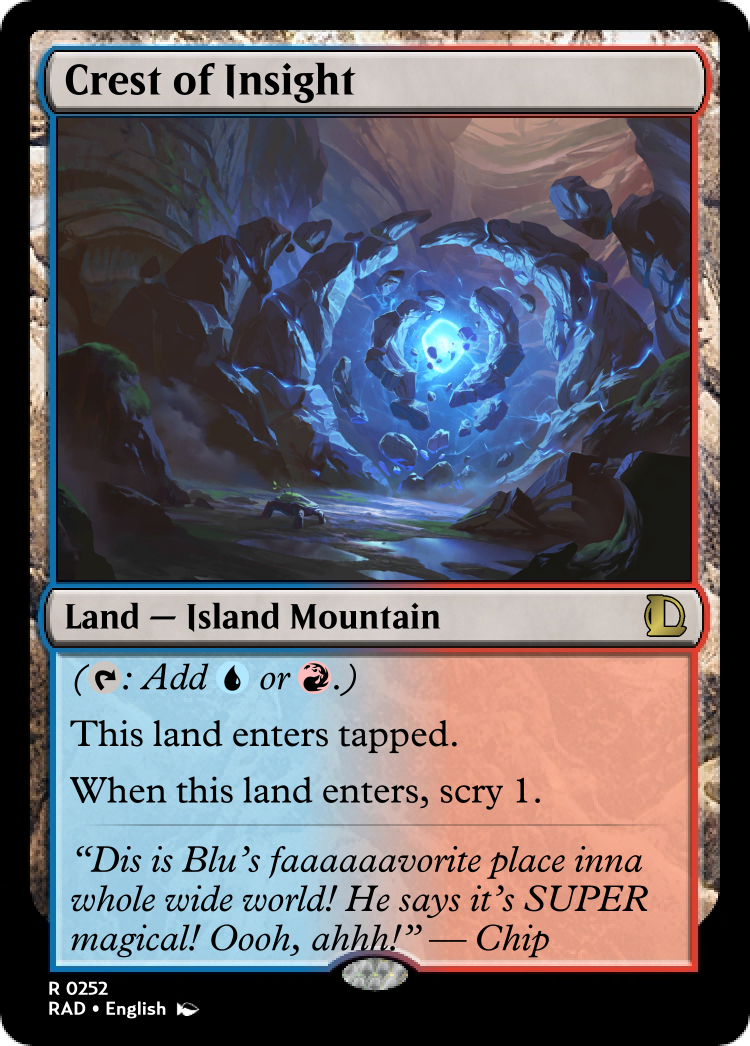 Crest of Insight
Land — Island Mountain
(: Add or .)
This land enters tapped.
When this land enters, scry 1.
“Dis is Blu’s faaaaaavorite place inna
whole wide world! He says it’s SUPER
magical! Oooh, ahhh!” — Chip
R 0252
RAD • English